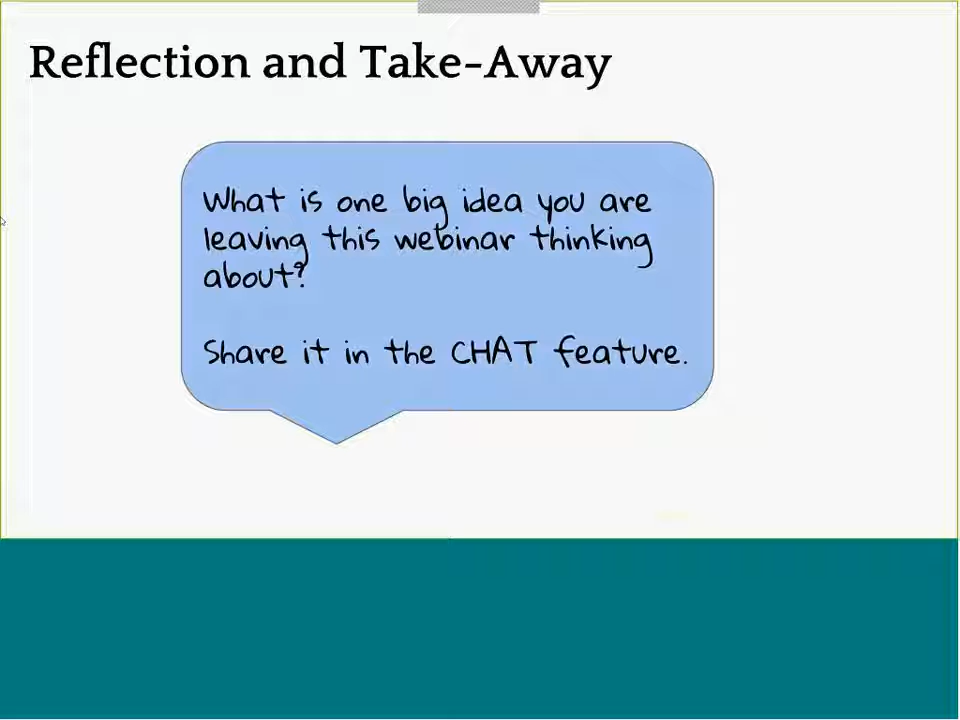 Reflection and Take-Away
What is one big idea you are
leaving this webinar thinking
about?
Share it in the CHAT feature.